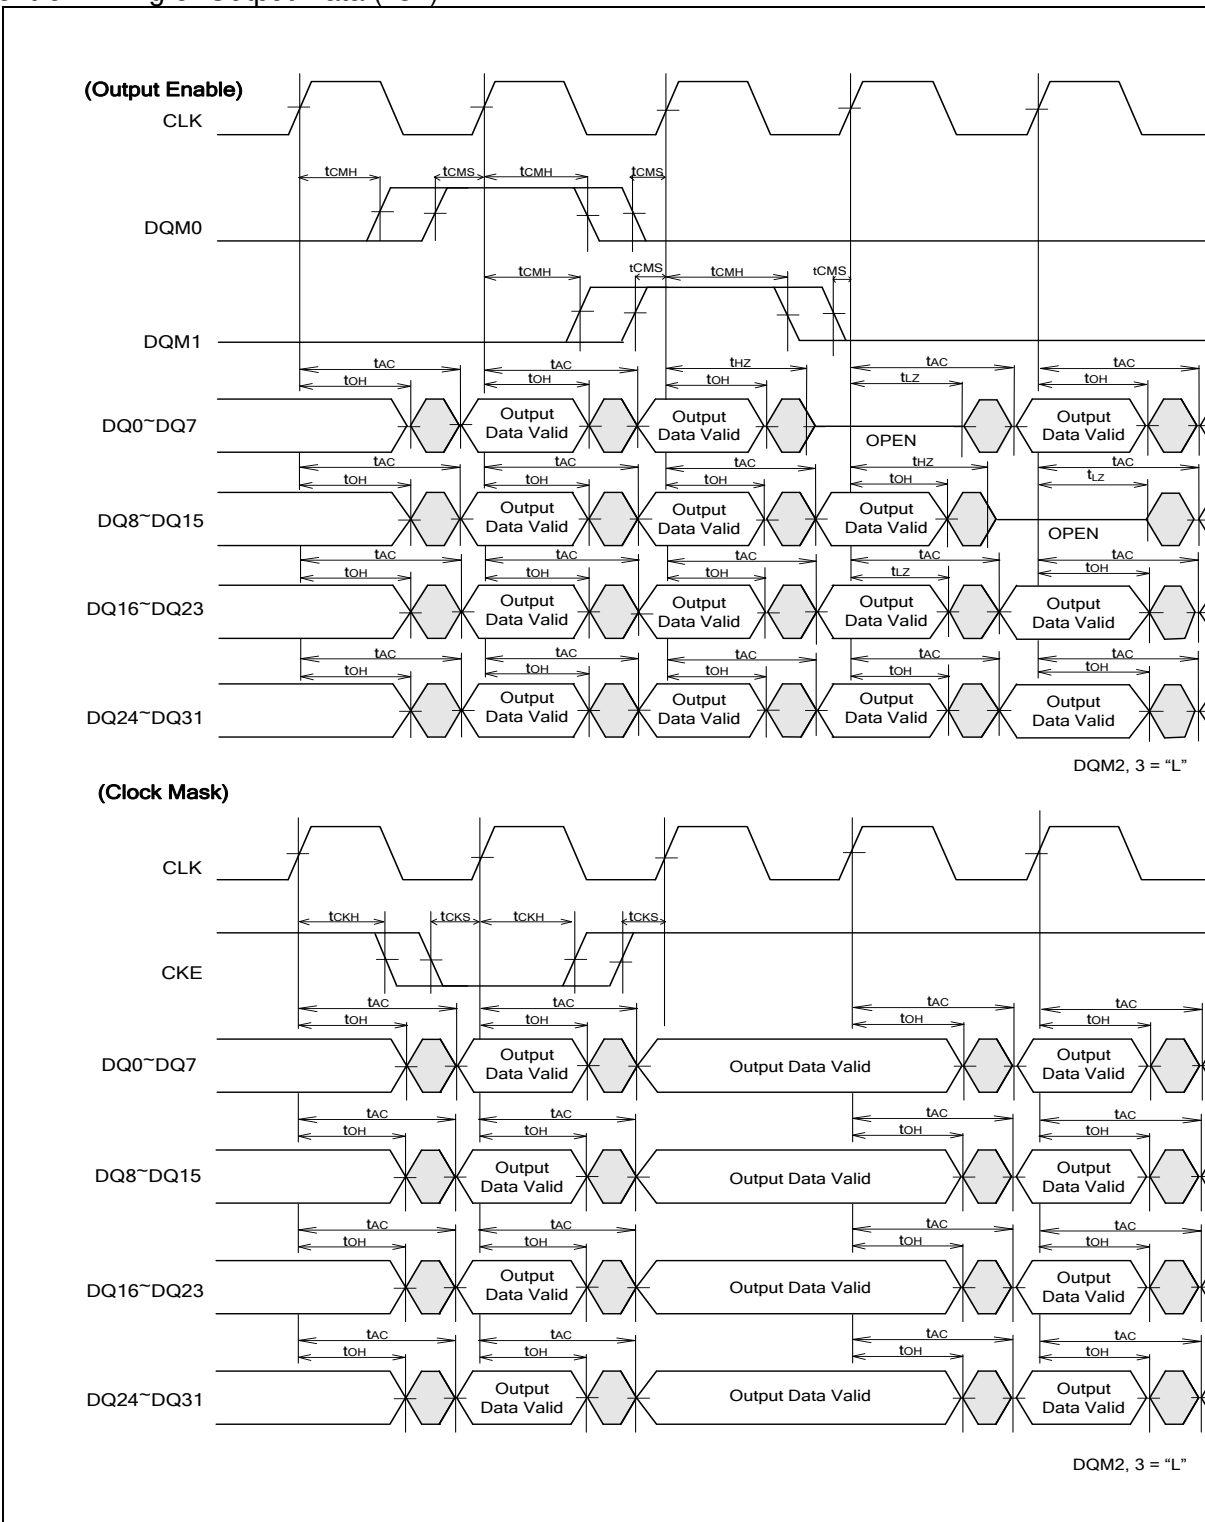 Output Data
(Output Enable)
CLK
tCMH tCMS tCMH tCMS
DQM0
tCMH tCMS tCMH tCMS
DQM1
tAC tAC tHZ tAC tAC
tOH tOH tOH tLZ tOH
DQ0~DQ7 Output Data Valid Output Data Valid OPEN Output Data Valid
tAC tAC tAC tHZ tAC
tOH tOH tOH tOH tLZ
DQ8~DQ15 Output Data Valid Output Data Valid Output Data Valid OPEN
tAC tAC tAC tAC tAC
tOH tOH tOH tLZ tOH
DQ16~DQ23 Output Data Valid Output Data Valid Output Data Valid Output Data Valid
tAC tAC tAC tAC tAC
tOH tOH tOH tOH tOH
DQ24~DQ31 Output Data Valid Output Data Valid Output Data Valid Output Data Valid
DQM2, 3 = “L”
(Clock Mask)
CLK
tCKH tCKS tCKH tCKS
CKE
tAC tAC tAC tAC
tOH tOH tOH tOH
DQ0~DQ7 Output Data Valid Output Data Valid Output Data Valid
tAC tAC tAC tAC
tOH tOH tOH tOH
DQ8~DQ15 Output Data Valid Output Data Valid Output Data Valid
tAC tAC tAC tAC
tOH tOH tOH tOH
DQ16~DQ23 Output Data Valid Output Data Valid Output Data Valid
tAC tAC tAC tAC
tOH tOH tOH tOH
DQ24~DQ31 Output Data Valid Output Data Valid Output Data Valid
DQM2, 3 = “L”